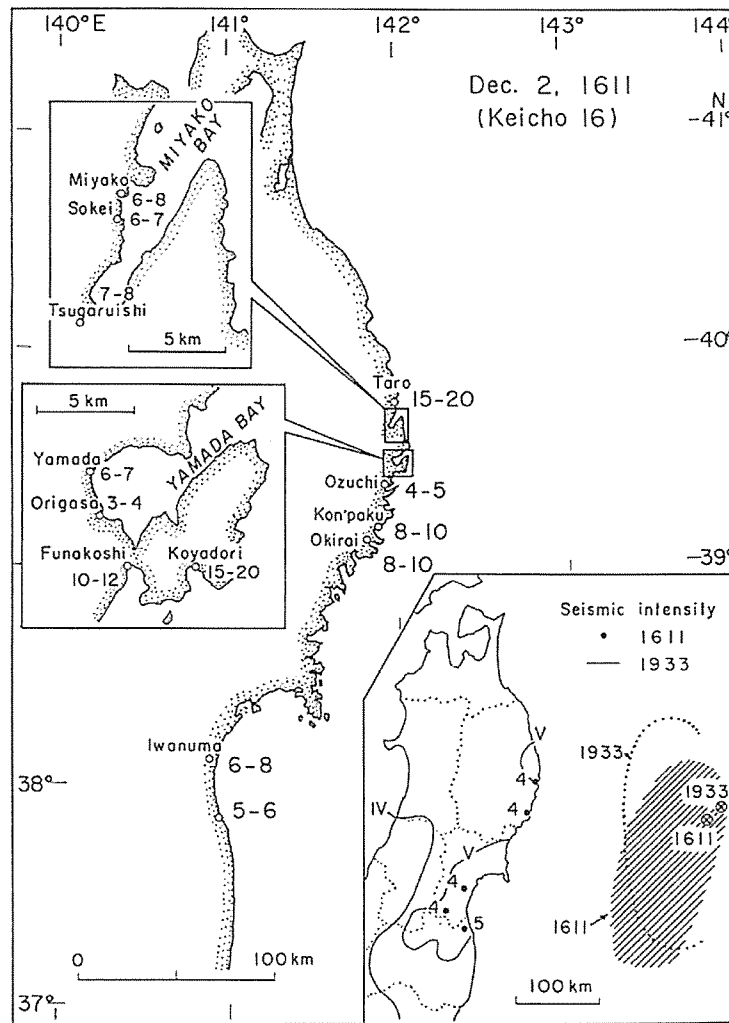 140°E
141°
142°
143°
144°
Dec. 2, 1611
(Keicho 16)
N
-41°
MIYAKO
BAY
Miyako
6-8
Sokei
6-7
7-8
Tsugaruishi
5 km
-40°
Taro
15-20
5 km
YAMADA BAY
Yamada
6-7
Origasa
3-4
Funakoshi
10-12
Koyadori
15-20
Ozuchi
4-5
Kon'paku
8-10
Okirai
8-10
-39°
Iwanuma
6-8
38°-
5-6
0
100 km
37°-
Seismic intensity
• 1611
— 1933
V
4
4
IV
V
4
4
5
1933
1933
1611
1611
100 km